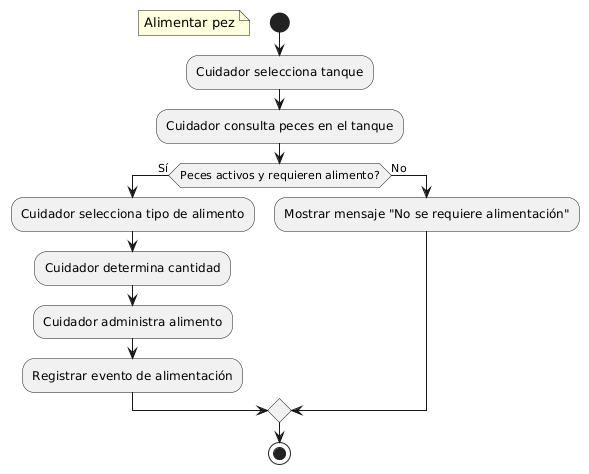 Alimentar pez
Cuidador selecciona tanque
Cuidador consulta peces en el tanque
Peces activos y requieren alimento?
Sí
No
Cuidador selecciona tipo de alimento
Mostrar mensaje "No se requiere alimentación"
Cuidador determina cantidad
Cuidador administra alimento
Registrar evento de alimentación